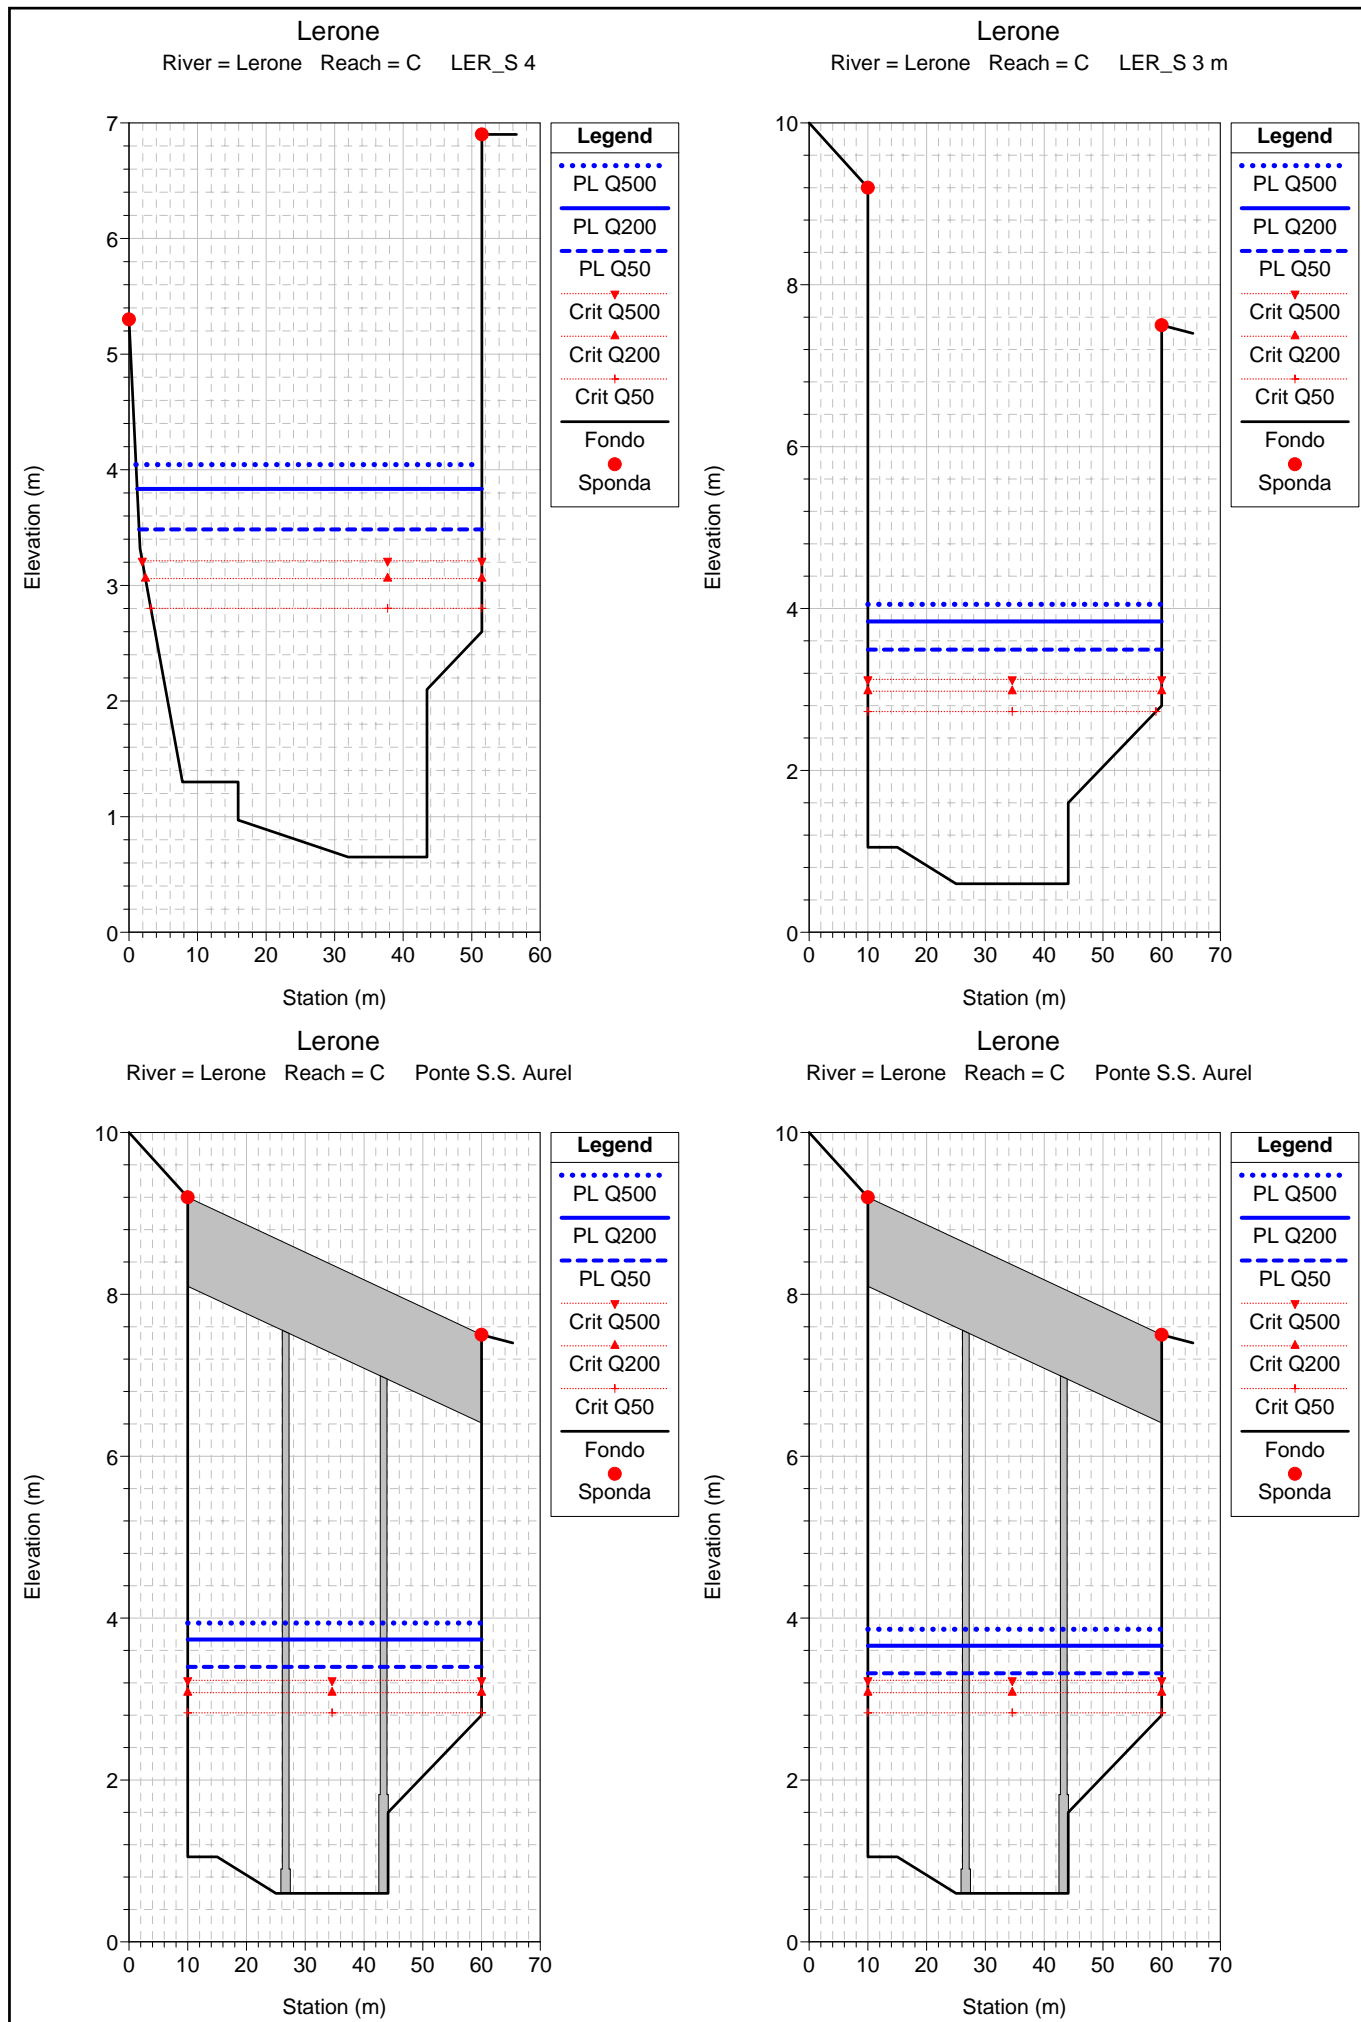 Lerone
River = Lerone Reach = C LER_S 4
7
6
5
4
3
2
1
0
0 10 20 30 40 50 60
Elevation (m)
Station (m)
Legend
PL Q500
PL Q200
PL Q50
Crit Q500
Crit Q200
Crit Q50
Fondo
Sponda
Lerone
River = Lerone Reach = C LER_S 3 m
10
8
6
4
2
0
0 10 20 30 40 50 60 70
Elevation (m)
Station (m)
Legend
PL Q500
PL Q200
PL Q50
Crit Q500
Crit Q200
Crit Q50
Fondo
Sponda
Lerone
River = Lerone Reach = C Ponte S.S. Aurel
10
8
6
4
2
0
0 10 20 30 40 50 60 70
Elevation (m)
Station (m)
Legend
PL Q500
PL Q200
PL Q50
Crit Q500
Crit Q200
Crit Q50
Fondo
Sponda
Lerone
River = Lerone Reach = C Ponte S.S. Aurel
10
8
6
4
2
0
0 10 20 30 40 50 60 70
Elevation (m)
Station (m)
Legend
PL Q500
PL Q200
PL Q50
Crit Q500
Crit Q200
Crit Q50
Fondo
Sponda